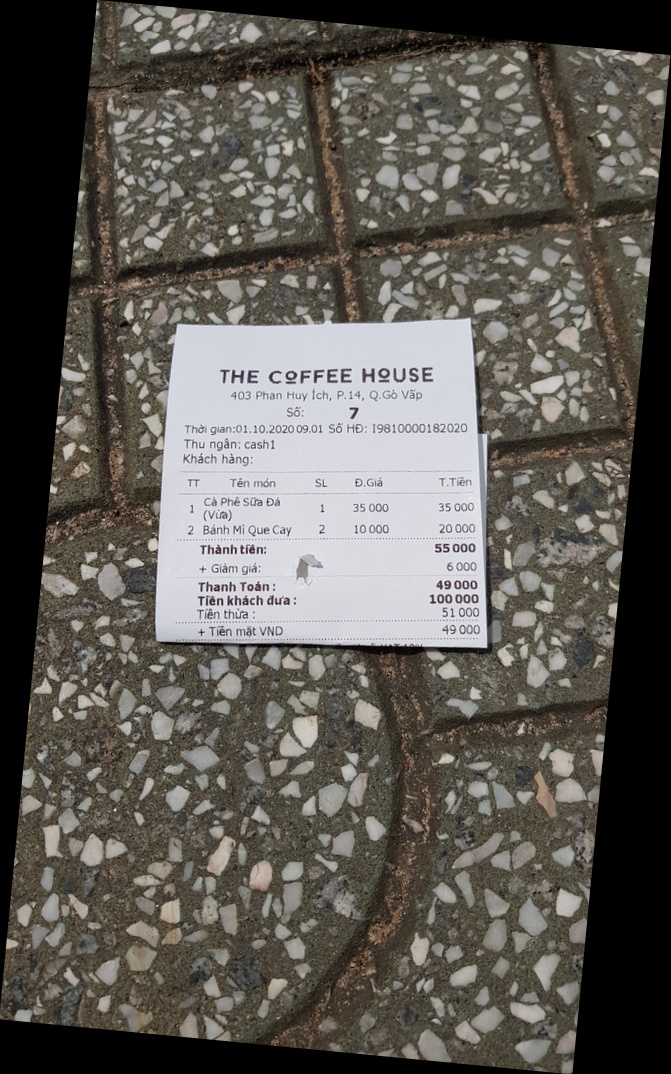 THE COFFEE HOUSE
403 Phan Huy Ích, P.14, Q.Gò Vấp
Số: 7
Thời gian:01.10.2020 09.01 Số HĐ: I9810000182020
Thu ngân: cash1
Khách hàng:
TT Tên món SL Đ.Giá T.Tiền
1 Cà Phê Sữa Đá (Vừa) 1 35 000 35 000
2 Bánh Mì Que Cay 2 10 000 20 000
Thành tiền: 55 000
+ Giảm giá: 6 000
Thanh Toán : 49 000
Tiền khách đưa : 100 000
Tiền thừa : 51 000
+ Tiền mặt VND 49 000